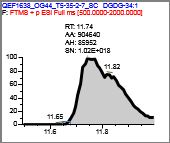 QEF1638_OG44_T5-35-2-7_SC DGDG-34:1
F: FTMS + p ESI Full ms [500.0000-2000.0000]
RT: 11.74
AA: 904640
AH: 85952
SN: 1.02E+018
100
80
60
40
20
0
11.82
11.65
11.6
11.8